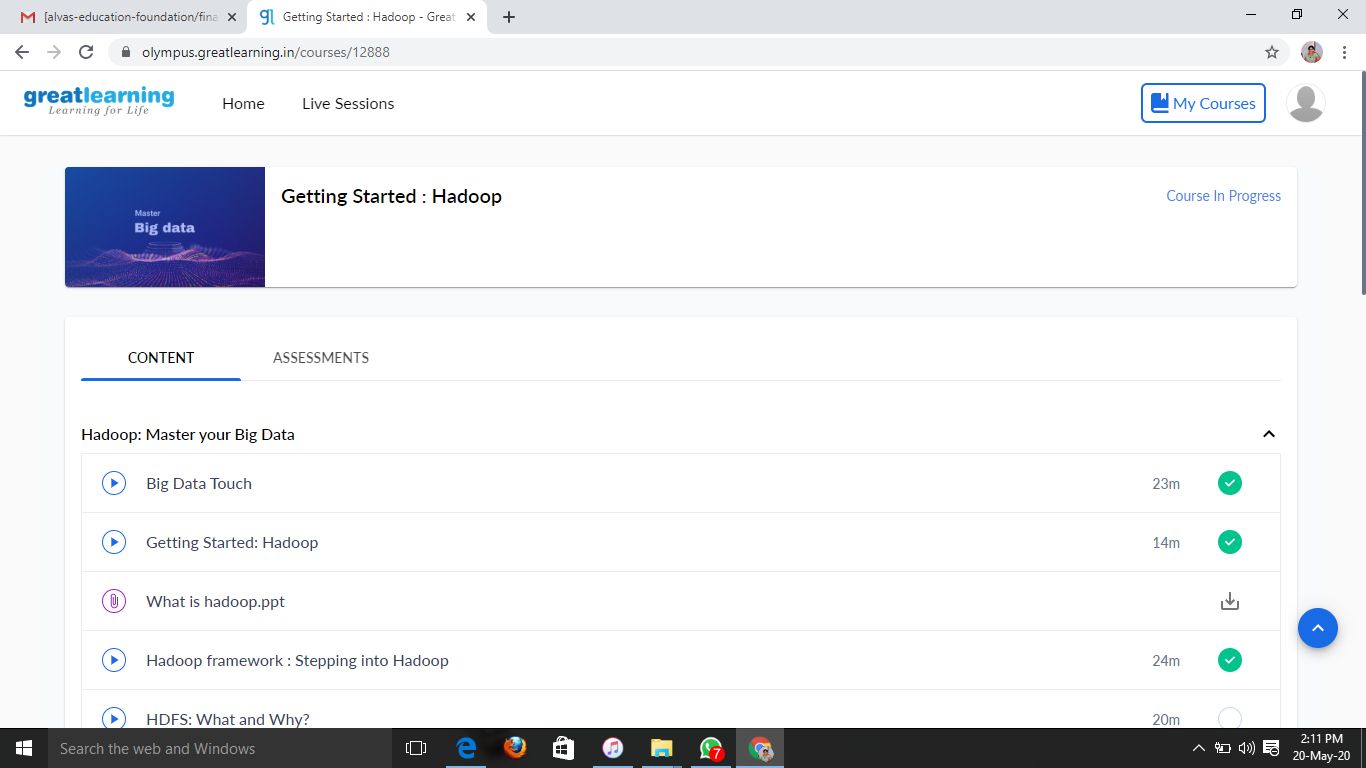 [alvas-education-foundation/fina
Getting Started : Hadoop - Great
olympus.greatlearning.in/courses/12888
greatlearning
Learning for Life
Home
Live Sessions
My Courses
Master
Big data
Getting Started : Hadoop
Course In Progress
CONTENT
ASSESSMENTS
Hadoop: Master your Big Data
Big Data Touch 23m
Getting Started: Hadoop 14m
What is hadoop.ppt
Hadoop framework : Stepping into Hadoop 24m
HDFS: What and Why? 20m
Search the web and Windows
7
2:11 PM
20-May-20